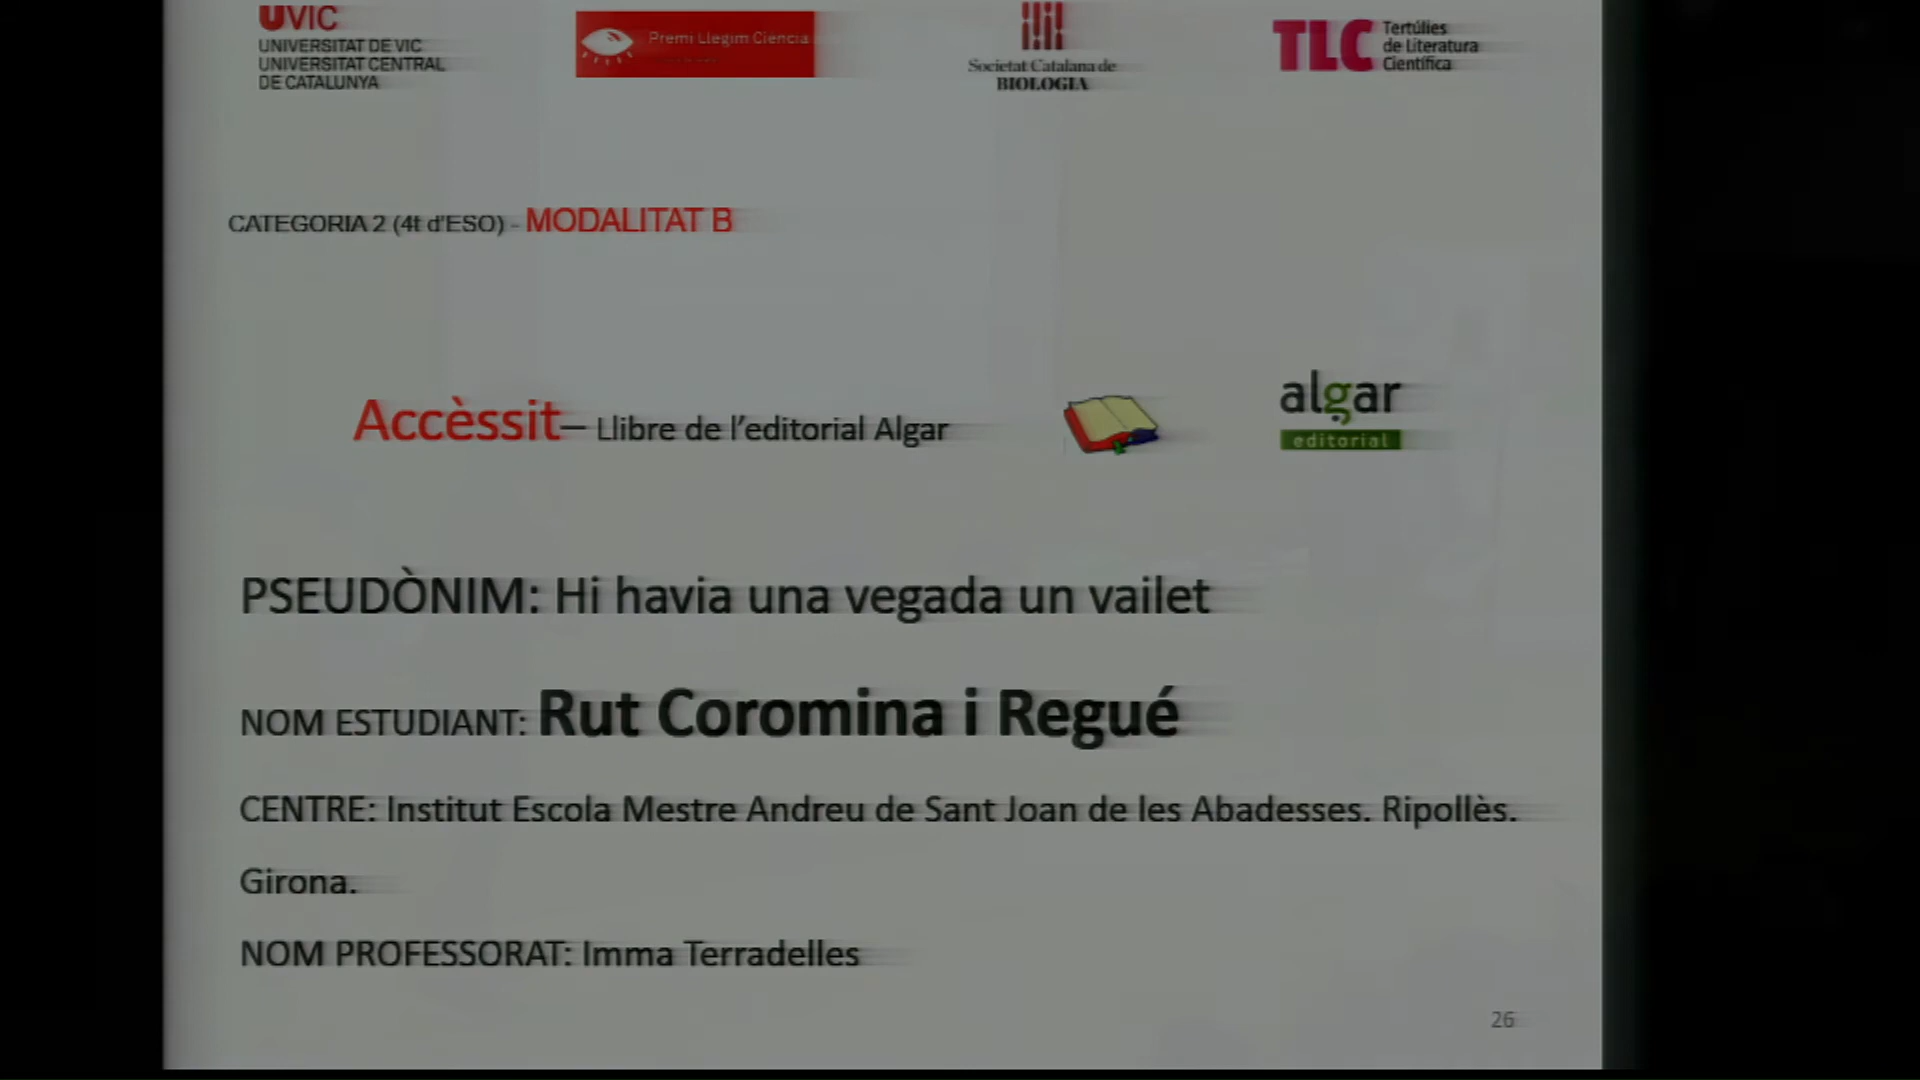 UVIC
UNIVERSITAT DE VIC
UNIVERSITAT CENTRAL
DE CATALUNYA
Premi Llegim Ciència
Societat Catalana de
BIOLOGIA
TLC Tertúlies
de Literatura
Científica
CATEGORIA 2 (4t d'ESO) - MODALITAT B
Accèssit– Llibre de l’editorial Algar
algar
editorial
PSEUDÒNIM: Hi havia una vegada un vailet
NOM ESTUDIANT: Rut Coromina i Regué
CENTRE: Institut Escola Mestre Andreu de Sant Joan de les Abadesses. Ripollès.
Girona.
NOM PROFESSORAT: Imma Terradelles
26